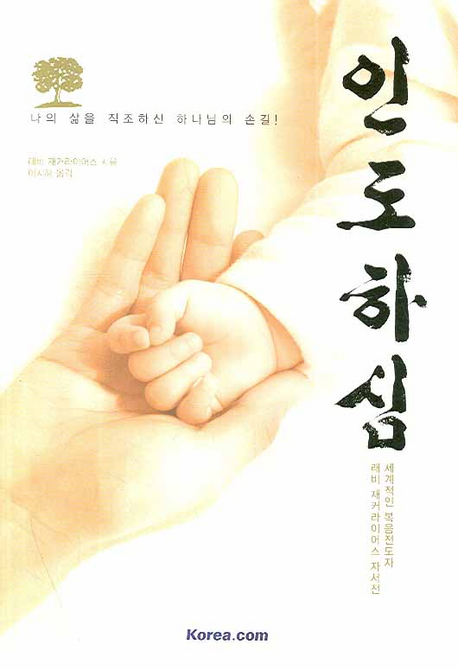 나의 삶을 직조하신 하나님의 손길!
래비 재커라이어스 지음
이지혜 옮김
인도하심
세계적인 복음전도자
래비 재커라이어스 자서전
Korea.com